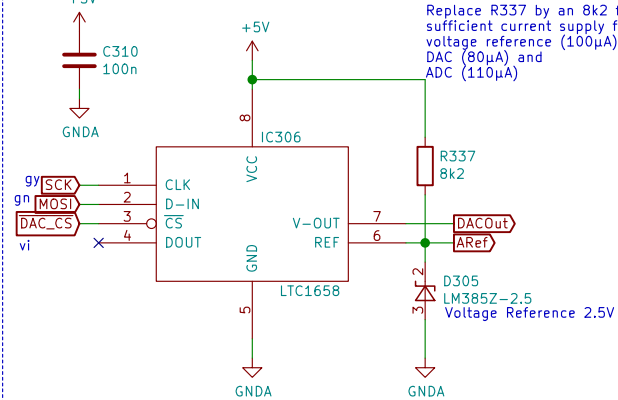 Replace R337 by an 8k2
sufficient current supply
voltage reference (100µA)
DAC (80µA) and
ADC (110µA)
+5V
C310
100n
GNDA
8
IC306
VCC
R337
8k2
gy
SCK
1
CLK
gn
MOSI
2
D-IN
DAC_CS
3
CS
V-OUT
7
DACOut
vi
4
DOUT
REF
6
ARef
GND
2
D305
LM385Z-2.5
3
Voltage Reference 2.5V
LTC1658
5
GNDA
GNDA